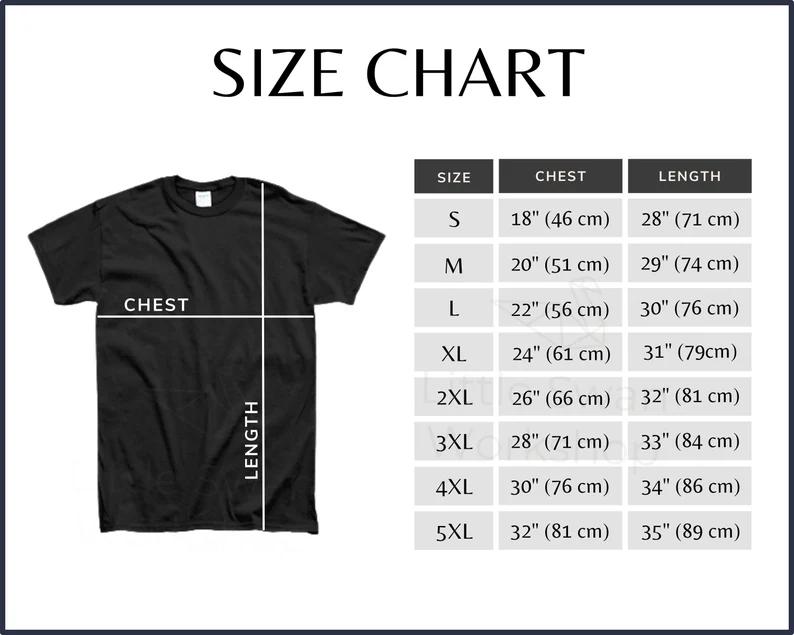 SIZE CHART
SIZE CHEST LENGTH
S 18" (46 cm) 28" (71 cm)
M 20" (51 cm) 29" (74 cm)
L 22" (56 cm) 30" (76 cm)
XL 24" (61 cm) 31" (79cm)
2XL 26" (66 cm) 32" (81 cm)
3XL 28" (71 cm) 33" (84 cm)
4XL 30" (76 cm) 34" (86 cm)
5XL 32" (81 cm) 35" (89 cm)
CHEST
LENGTH
Little Swan
Workshop